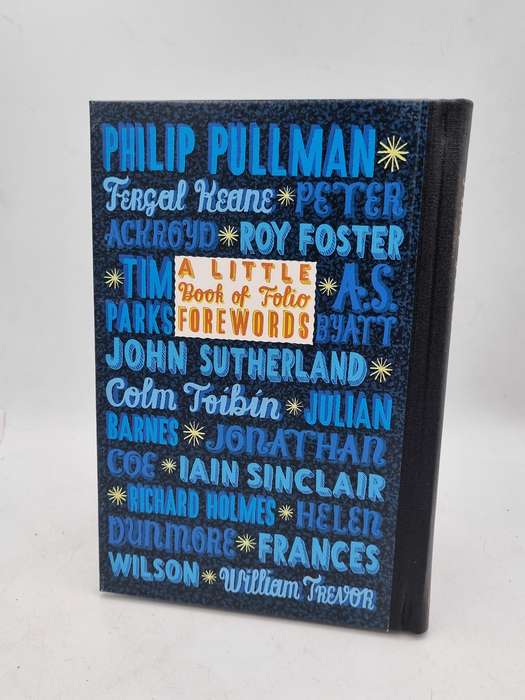 PHILIP PULLMAN
Fergal Keane * PETER
ACKROYD * ROY FOSTER
* TIM
A LITTLE
Book of Folio
FOREWORDS
* A.S.
PARKS
BYATT
JOHN SUTHERLAND *
Colm Toíbín * JULIAN
BARNES * JONATHAN
COE * IAIN SINCLAIR
* RICHARD HOLMES * HELEN
DUNMORE * FRANCES
WILSON * William TREVOR